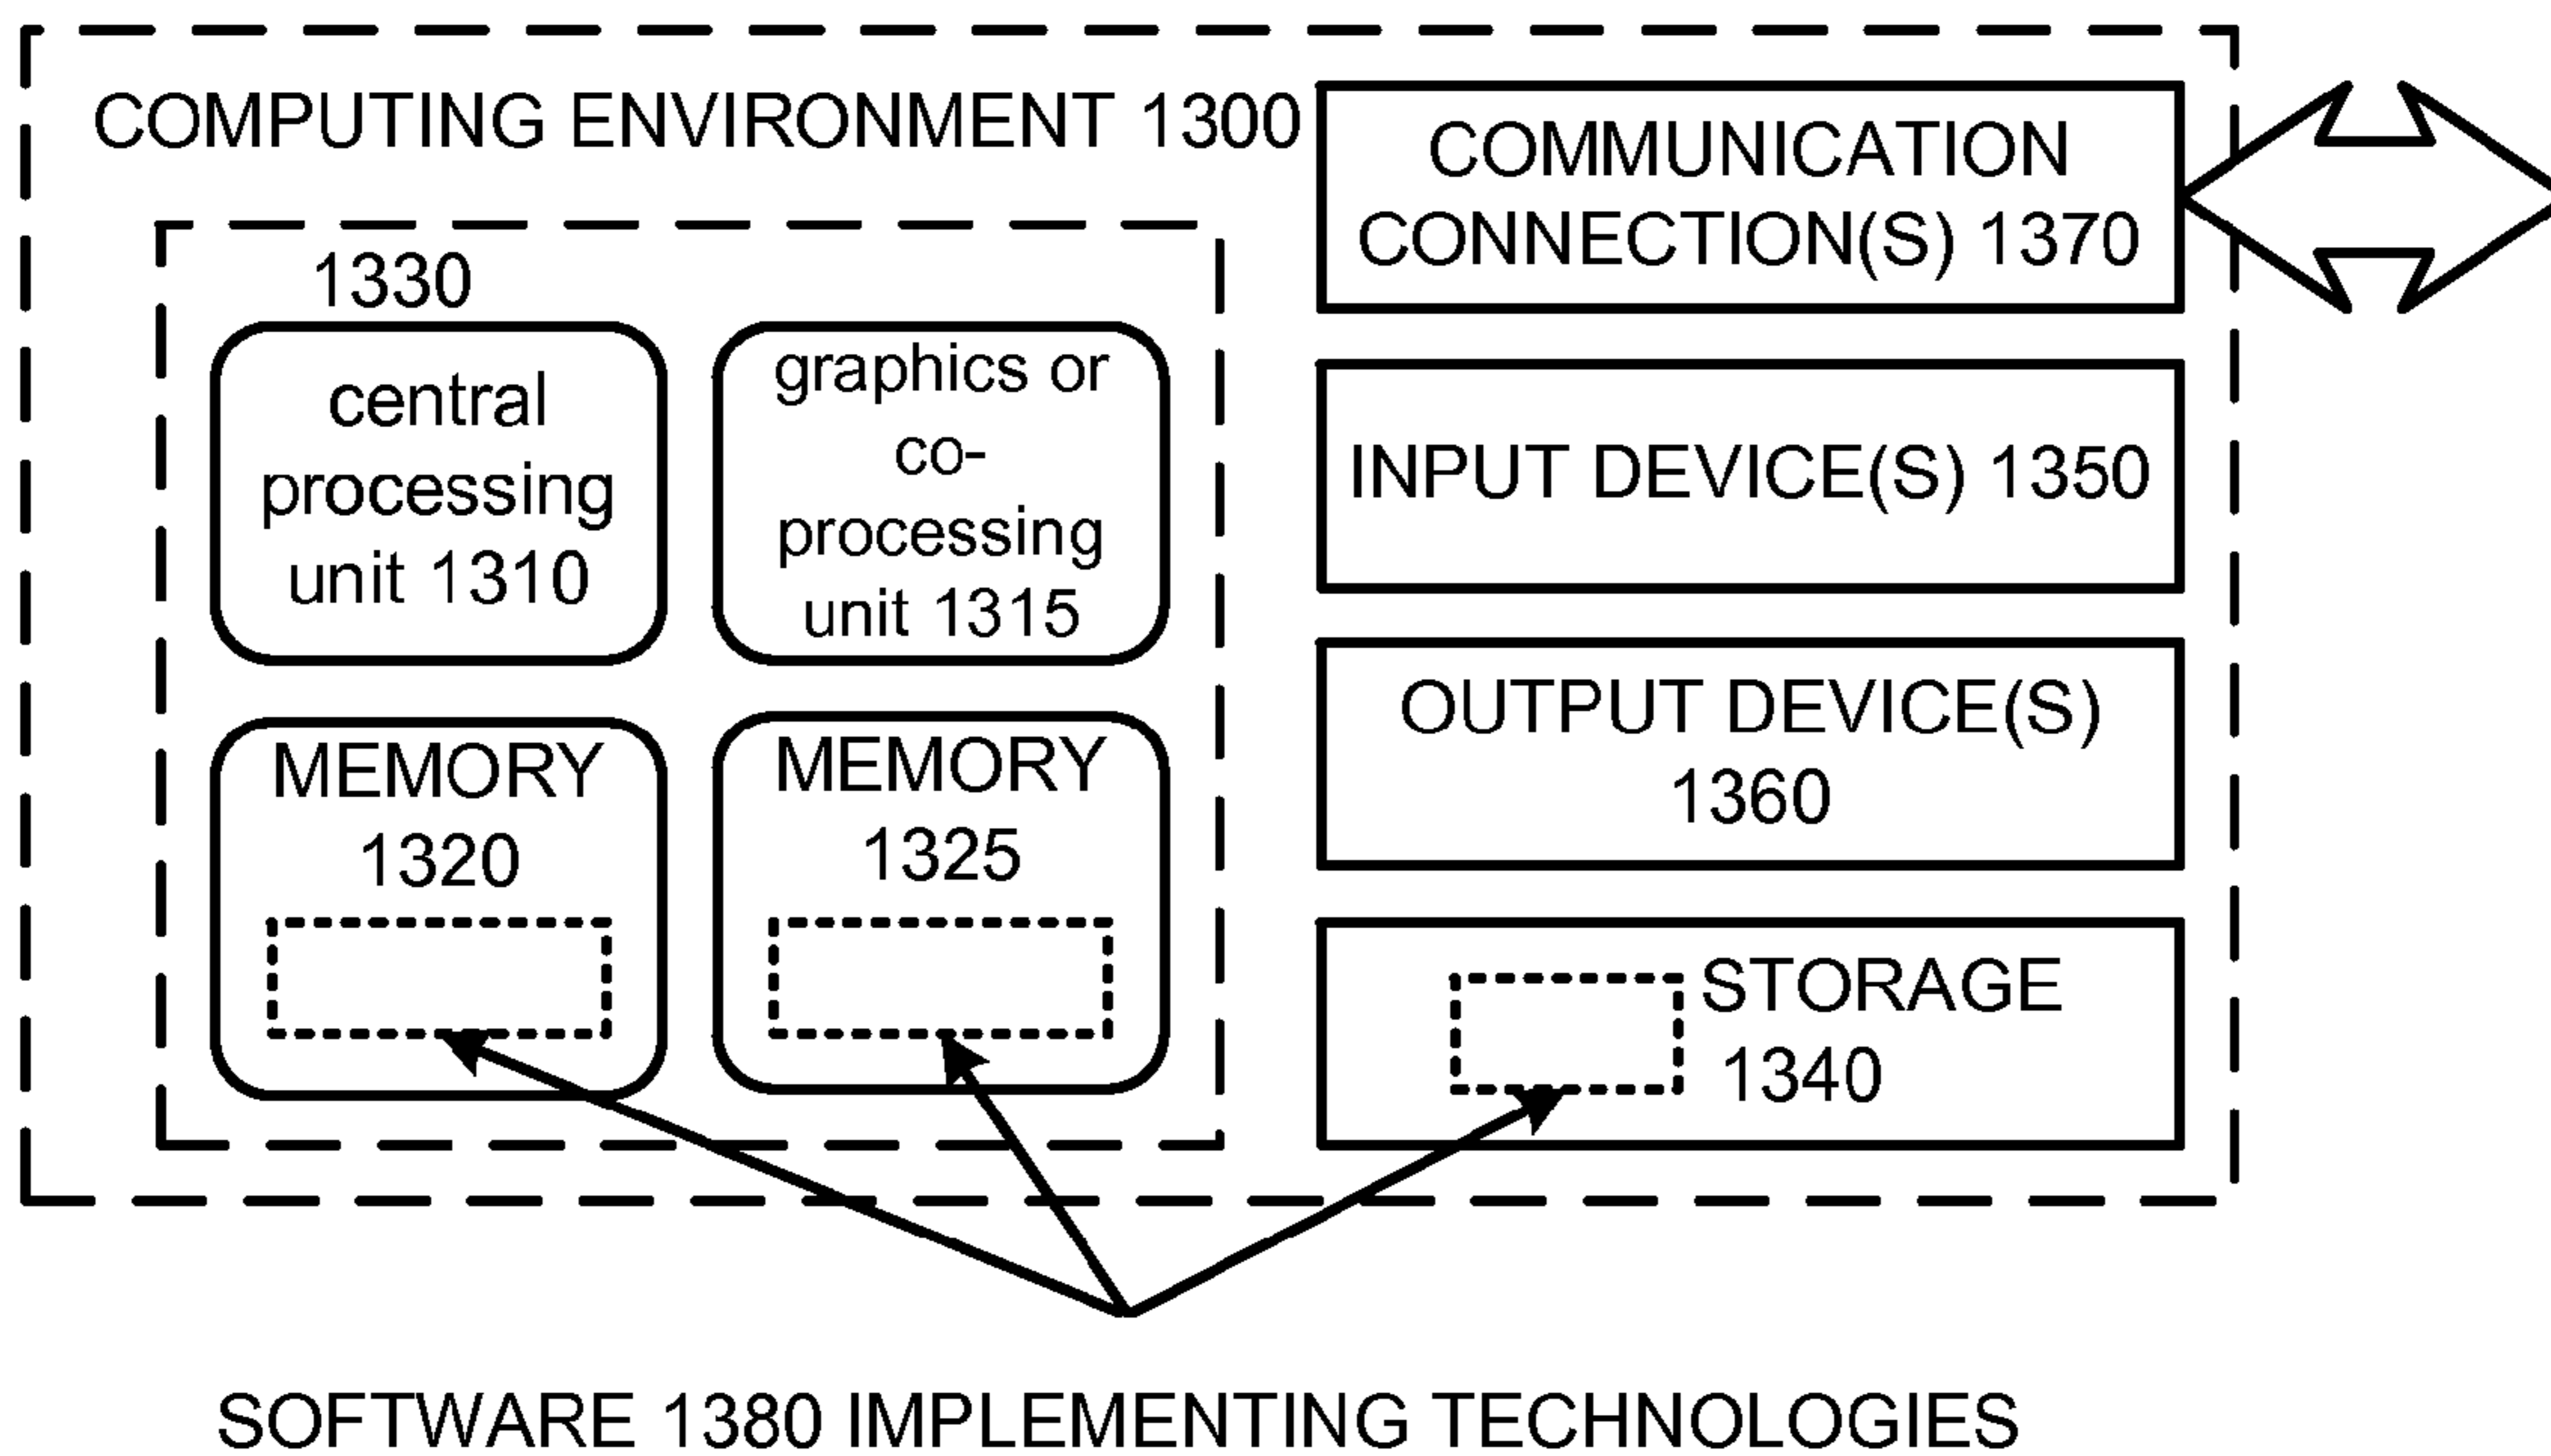 COMPUTING ENVIRONMENT 1300
1330
central
processing
unit 1310
graphics or
co-
processing
unit 1315
MEMORY
1320
MEMORY
1325
COMMUNICATION
CONNECTION(S) 1370
INPUT DEVICE(S) 1350
OUTPUT DEVICE(S)
1360
STORAGE
1340
SOFTWARE 1380 IMPLEMENTING TECHNOLOGIES